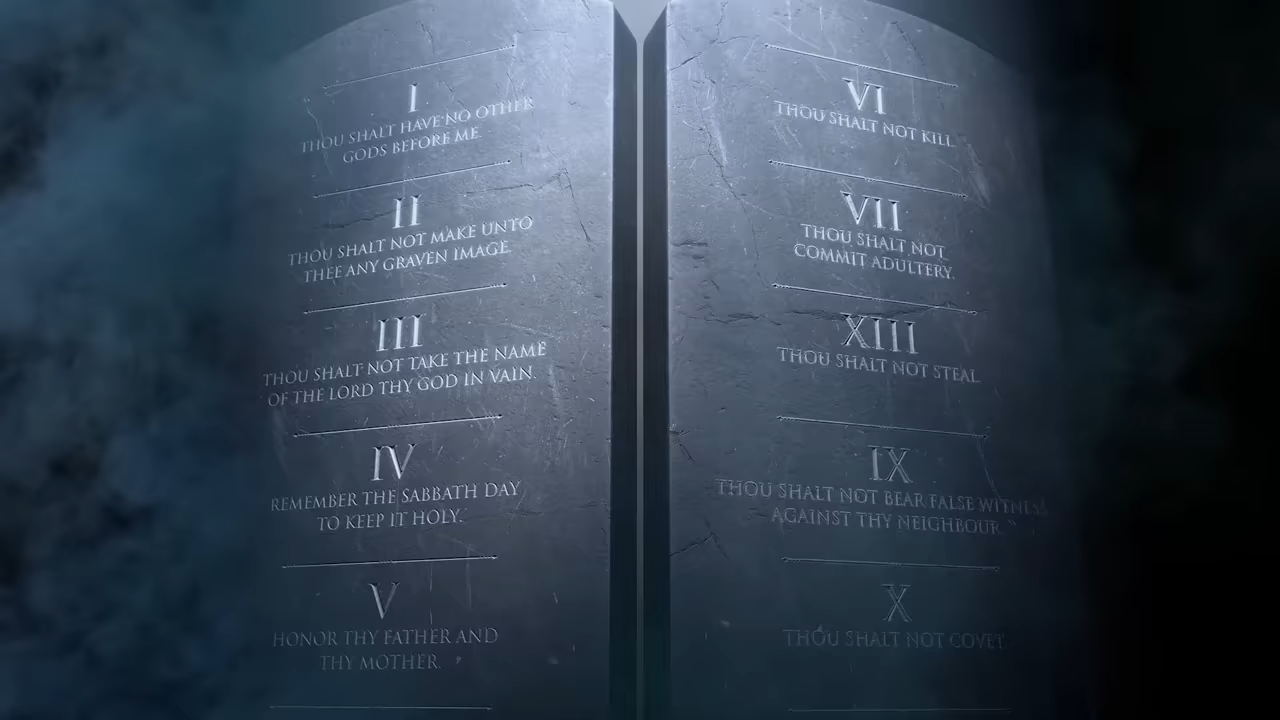 I
THOU SHALT HAVE NO OTHER
GODS BEFORE ME.
II
THOU SHALT NOT MAKE UNTO
THEE ANY GRAVEN IMAGE.
III
THOU SHALT NOT TAKE THE NAME
OF THE LORD THY GOD IN VAIN.
IV
REMEMBER THE SABBATH DAY
TO KEEP IT HOLY.
V
HONOR THY FATHER AND
THY MOTHER.
VI
THOU SHALT NOT KILL.
VII
THOU SHALT NOT
COMMIT ADULTERY.
XIII
THOU SHALT NOT STEAL.
IX
THOU SHALT NOT BEAR FALSE WITNESS
AGAINST THY NEIGHBOUR."
X
THOU SHALT NOT COVET.